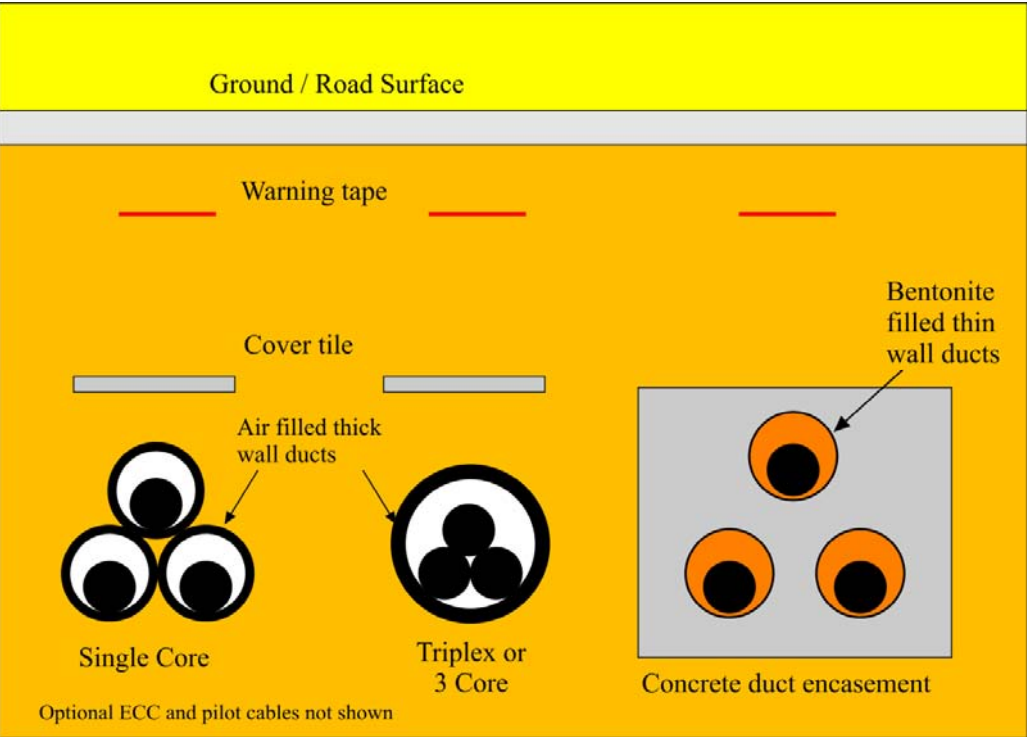 Ground / Road Surface
Warning tape
Bentonite
filled thin
wall ducts
Cover tile
Air filled thick
wall ducts
Single Core
Triplex or
3 Core
Concrete duct encasement
Optional ECC and pilot cables not shown